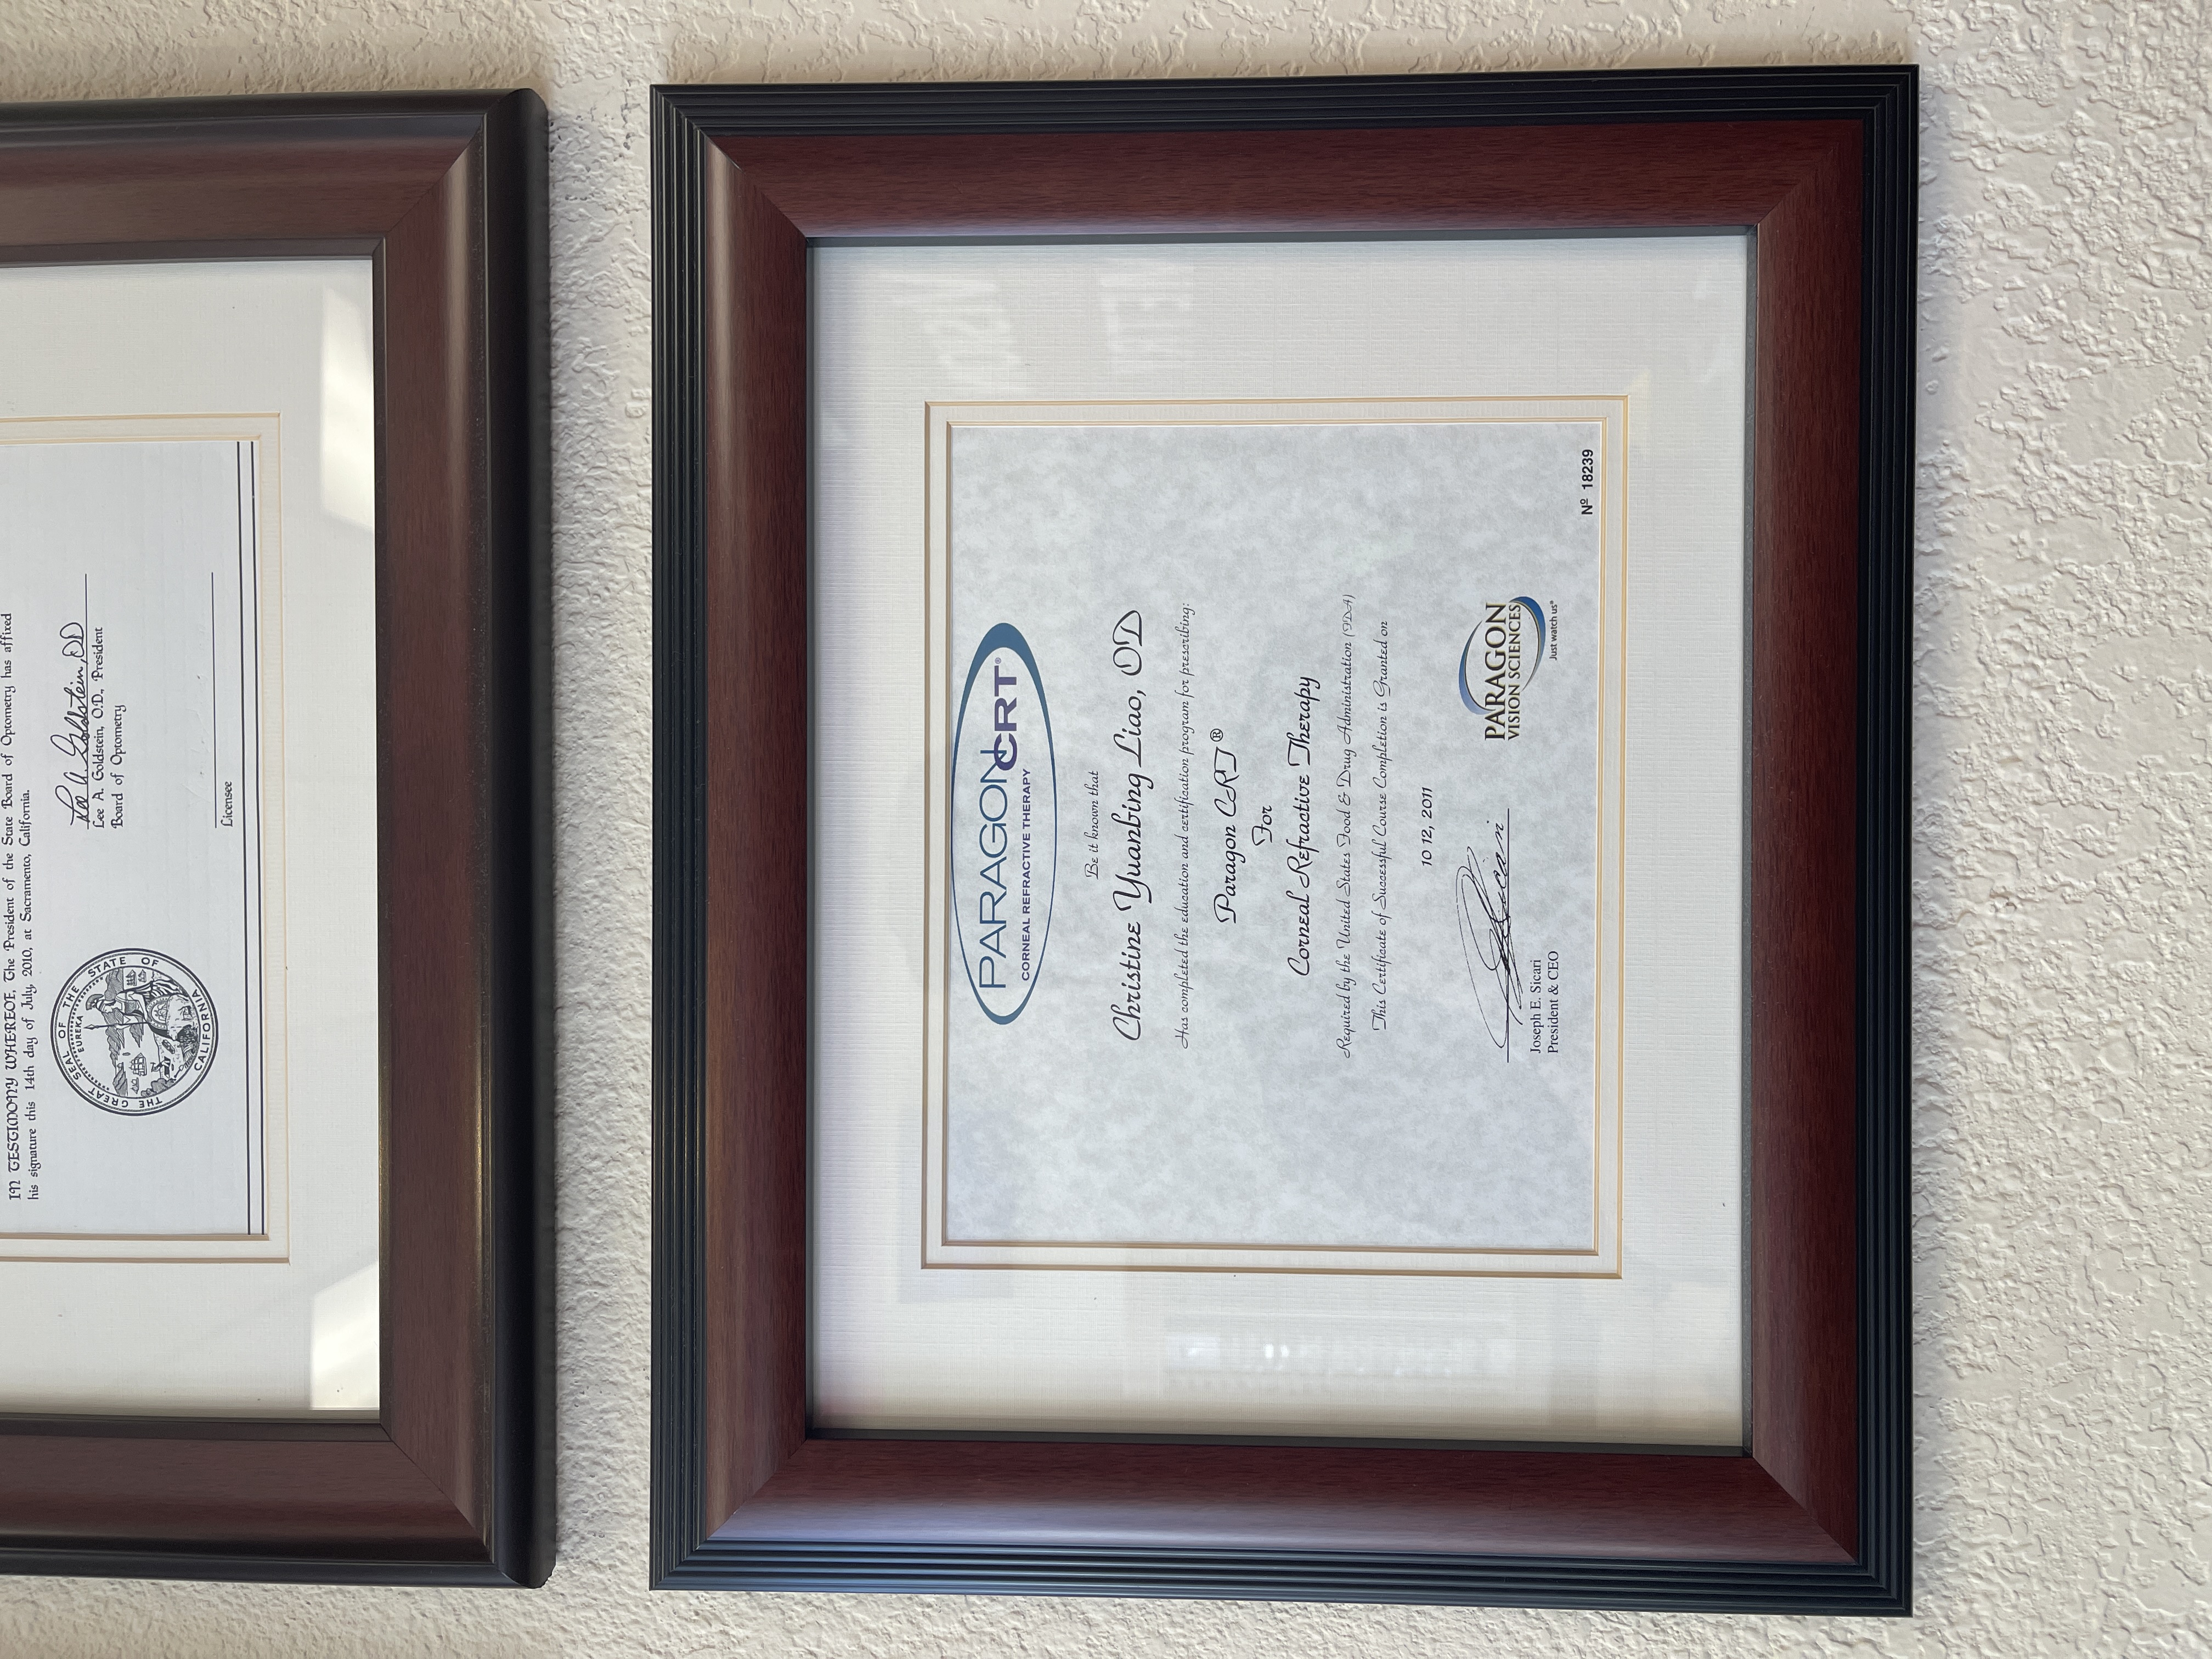 IN TESTIMONY WHEREOF, The President of the State Board of Optometry has affixed
his signature this 14th day of July, 2010, at Sacramento, California.
THE GREAT SEAL OF THE STATE OF CALIFORNIA
EUREKA
Lee A. Goldstein, OD
Lee A. Goldstein, O.D., President
Board of Optometry
Licensee
PARAGON CRT®
CORNEAL REFRACTIVE THERAPY
Be it known that
Christine Yuanbing Liao, OD
Has completed the education and certification program for prescribing:
Paragon CRT®
For
Corneal Refractive Therapy
Required by the United States Food & Drug Administration (FDA)
This Certificate of Successful Course Completion is Granted on
10 12, 2011
Joseph E. Sicari
President & CEO
PARAGON
VISION SCIENCES
Just watch us®
Nº 18239